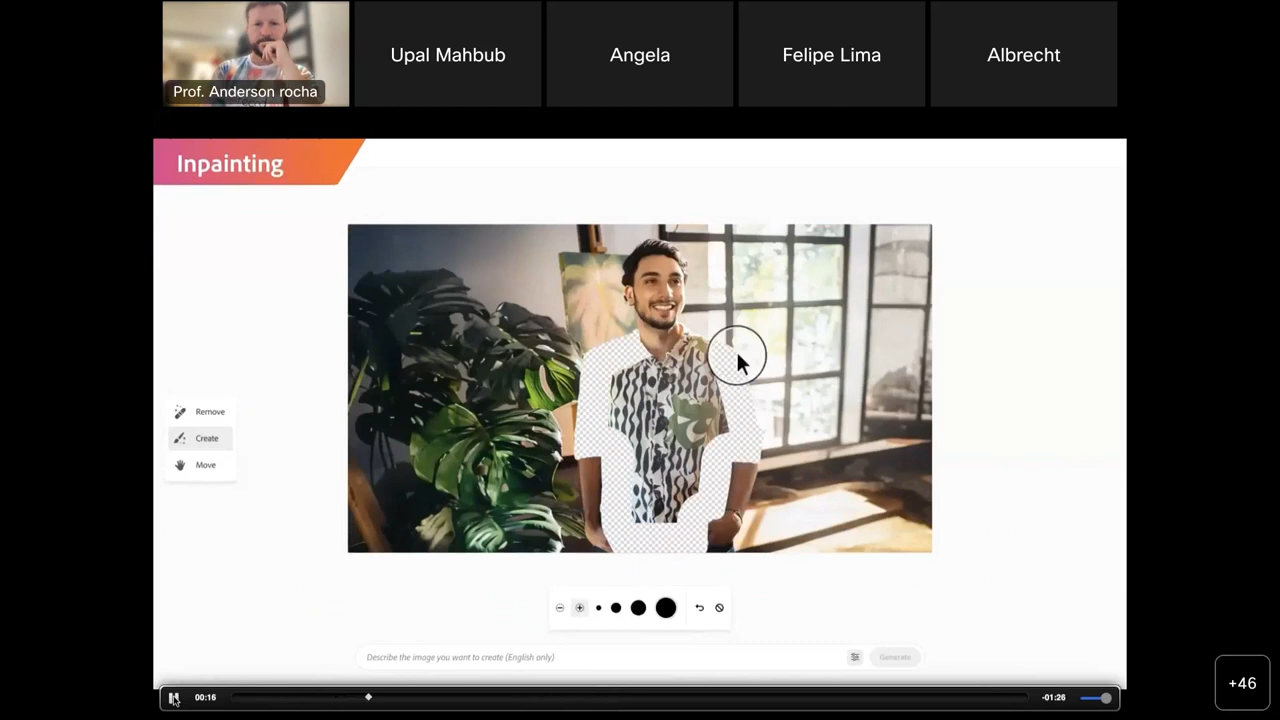 Prof. Anderson rocha
Upal Mahbub
Angela
Felipe Lima
Albrecht
Inpainting
Remove
Create
Move
Describe the image you want to create (English only)
Generate
00:16
-01:26
+46